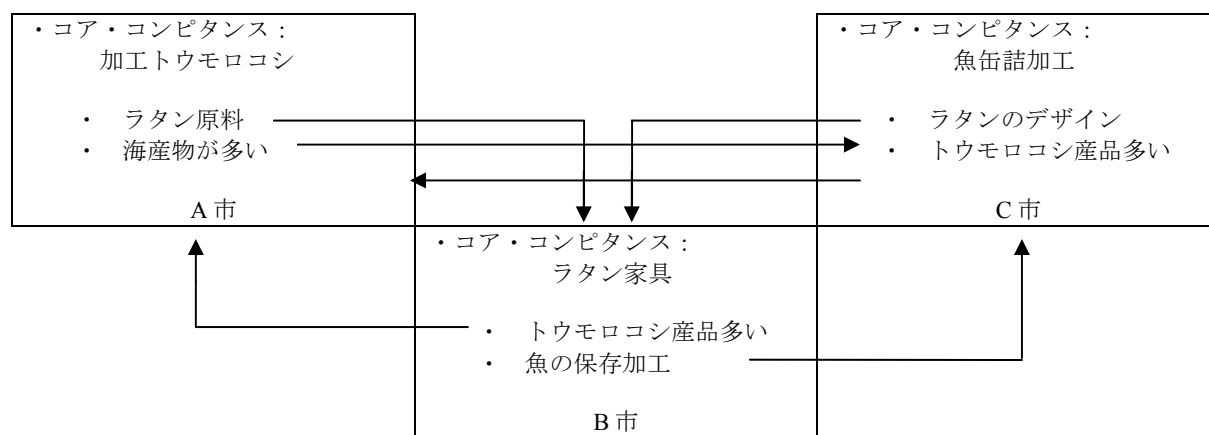 ・コア・コンピタンス：
加工トウモロコシ
・ ラタン原料
・ 海産物が多い
A 市
・コア・コンピタンス：
魚缶詰加工
・ ラタンのデザイン
・ トウモロコシ産品多い
C 市
・コア・コンピタンス：
ラタン家具
・ トウモロコシ産品多い
・ 魚の保存加工
B 市